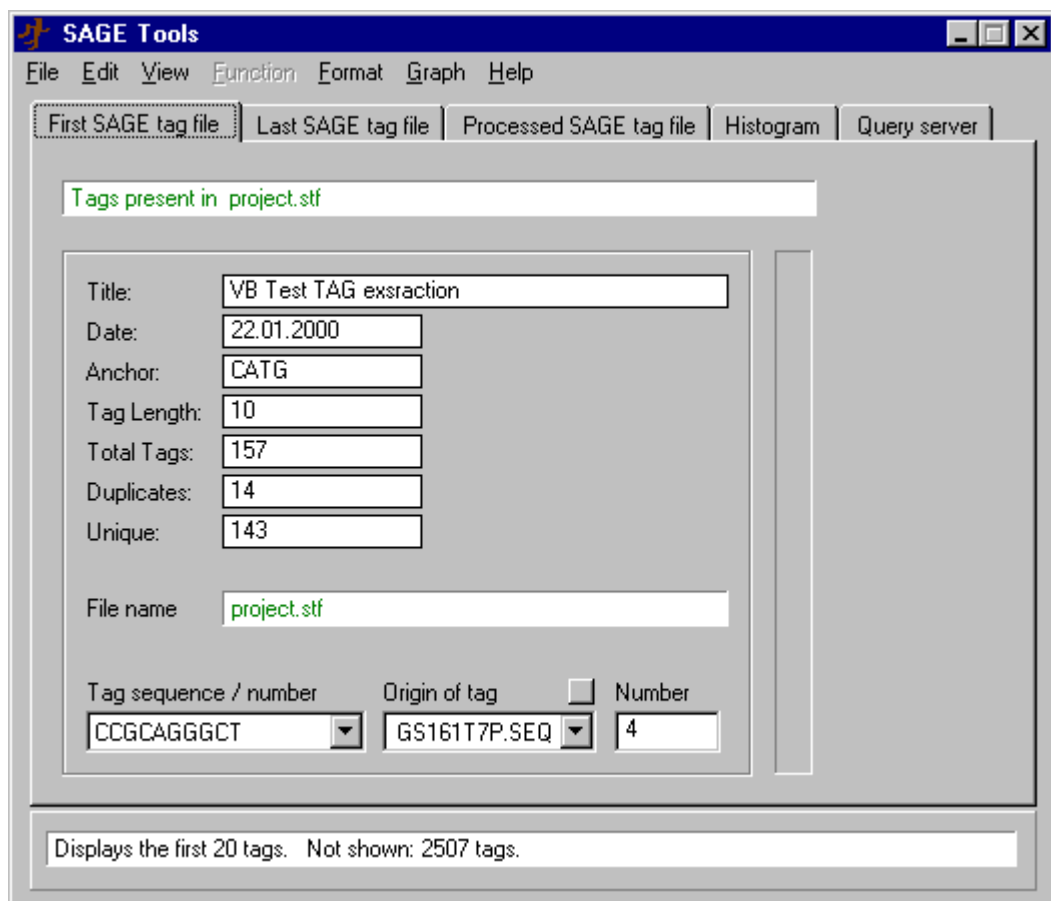 SAGE Tools
File Edit View Function Format Graph Help
First SAGE tag file Last SAGE tag file Processed SAGE tag file Histogram Query server
Tags present in project.stf
Title: VB Test TAG exsraction
Date: 22.01.2000
Anchor: CATG
Tag Length: 10
Total Tags: 157
Duplicates: 14
Unique: 143
File name project.stf
Tag sequence / number Origin of tag Number
CCGCAGGGCT GS161T7P.SEQ 4
Displays the first 20 tags. Not shown: 2507 tags.